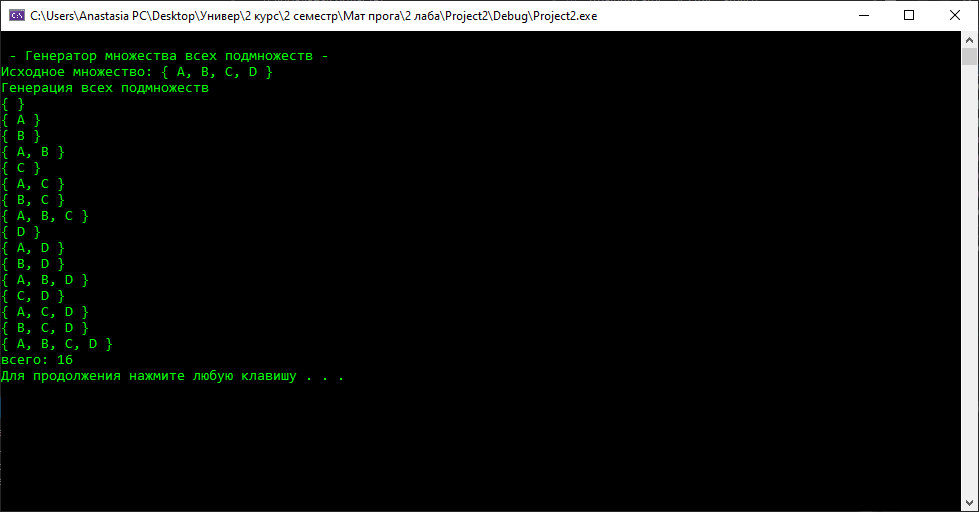 C:\Users\Anastasia PC\Desktop\Универ\2 курс\2 семестр\Мат прога\2 лаба\Project2\Debug\Project2.exe
- Генератор множества всех подмножеств -
Исходное множество: { A, B, C, D }
Генерация всех подмножеств
{ }
{ A }
{ B }
{ A, B }
{ C }
{ A, C }
{ B, C }
{ A, B, C }
{ D }
{ A, D }
{ B, D }
{ A, B, D }
{ C, D }
{ A, C, D }
{ B, C, D }
{ A, B, C, D }
всего: 16
Для продолжения нажмите любую клавишу . . .